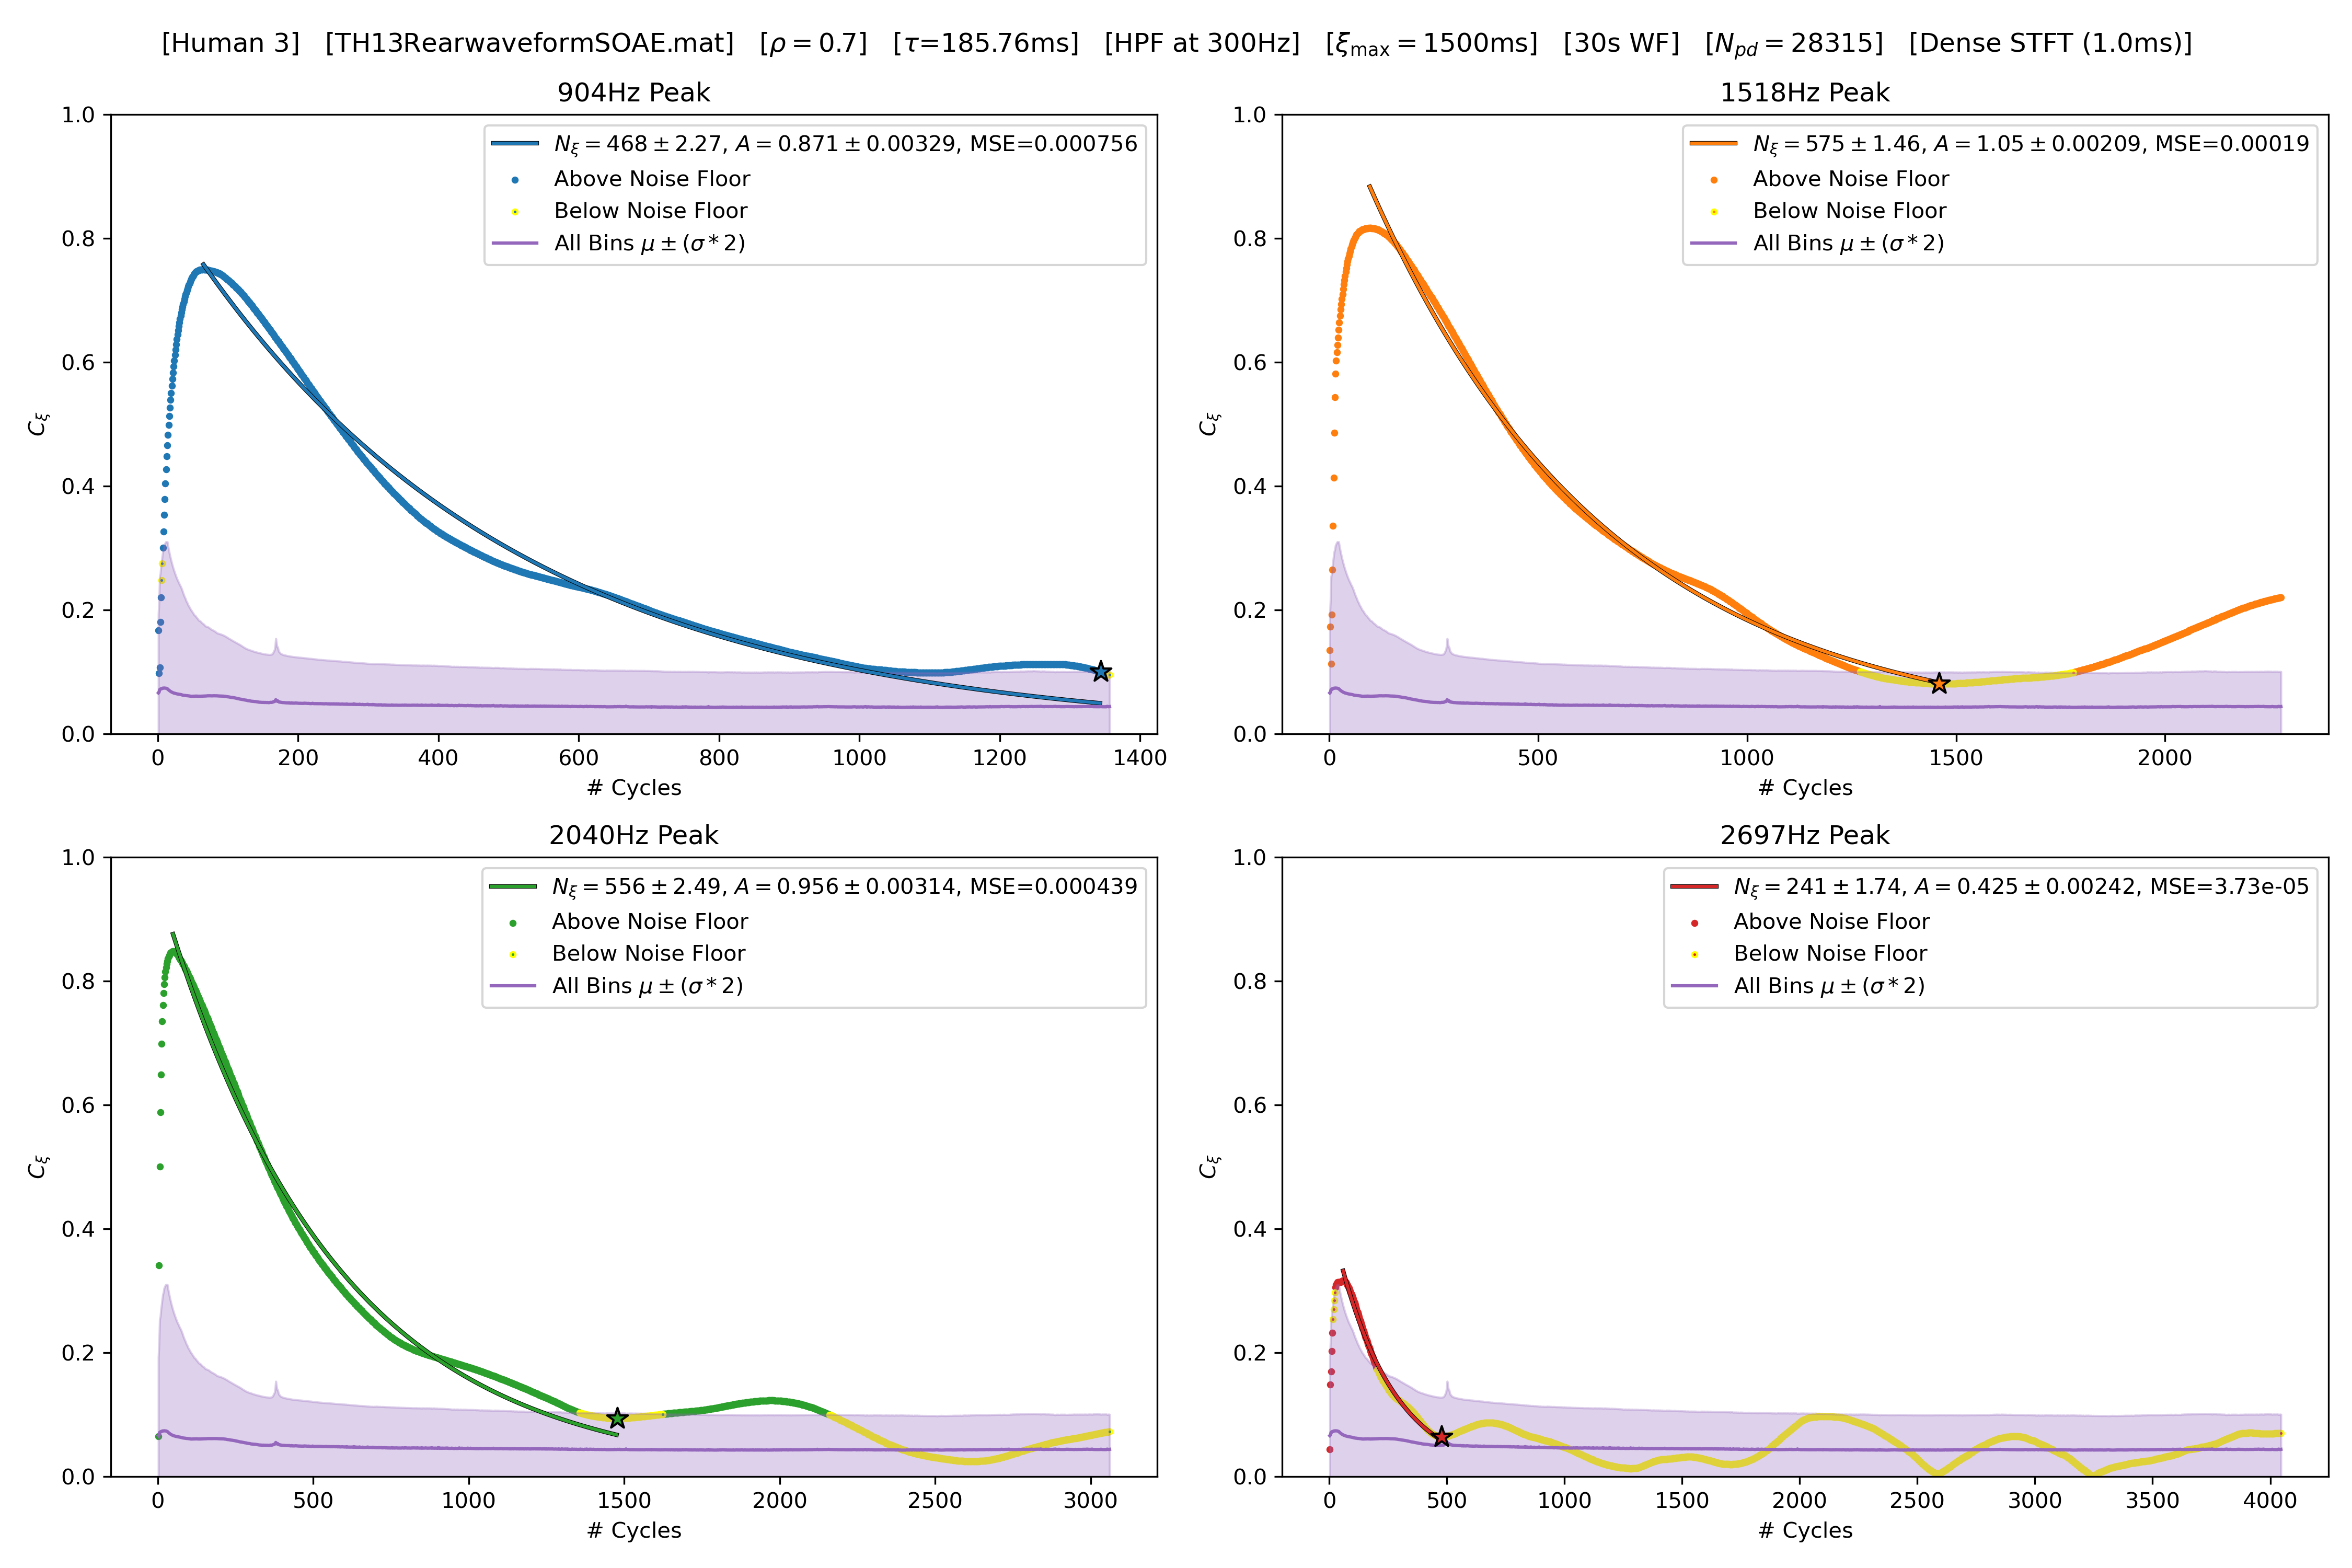 [Human 3] [TH13RearwaveformSOAE.mat] [ρ = 0.7] [τ=185.76ms] [HPF at 300Hz] [ξmax = 1500ms] [30s WF] [Npd = 28315] [Dense STFT (1.0ms)]
904Hz Peak
Nξ = 468 ± 2.27, A = 0.871 ± 0.00329, MSE=0.000756
Above Noise Floor
Below Noise Floor
All Bins μ ± (σ * 2)
1.0
0.8
0.6
0.4
0.2
0.0
Cξ
0 200 400 600 800 1000 1200 1400
# Cycles
1518Hz Peak
Nξ = 575 ± 1.46, A = 1.05 ± 0.00209, MSE=0.00019
Above Noise Floor
Below Noise Floor
All Bins μ ± (σ * 2)
1.0
0.8
0.6
0.4
0.2
0.0
Cξ
0 500 1000 1500 2000
# Cycles
2040Hz Peak
Nξ = 556 ± 2.49, A = 0.956 ± 0.00314, MSE=0.000439
Above Noise Floor
Below Noise Floor
All Bins μ ± (σ * 2)
1.0
0.8
0.6
0.4
0.2
0.0
Cξ
0 500 1000 1500 2000 2500 3000
# Cycles
2697Hz Peak
Nξ = 241 ± 1.74, A = 0.425 ± 0.00242, MSE=3.73e-05
Above Noise Floor
Below Noise Floor
All Bins μ ± (σ * 2)
1.0
0.8
0.6
0.4
0.2
0.0
Cξ
0 500 1000 1500 2000 2500 3000 3500 4000
# Cycles